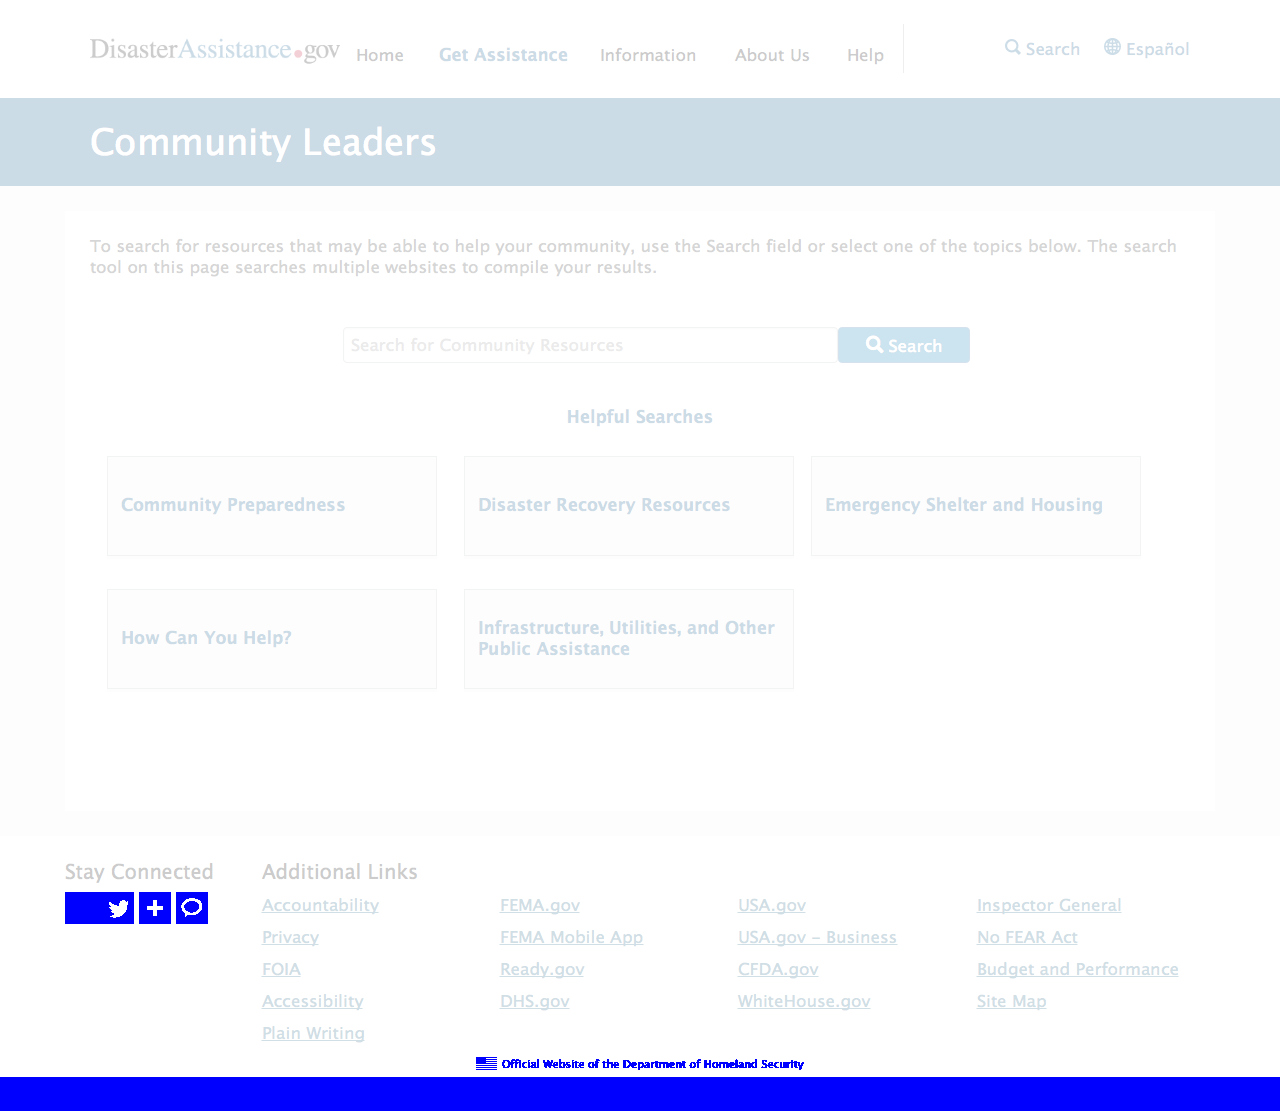 DisasterAssistance.gov
Home Get Assistance Information About Us Help
Search Español
Community Leaders
To search for resources that may be able to help your community, use the Search field or select one of the topics below. The search
tool on this page searches multiple websites to compile your results.
Search for Community Resources Search
Helpful Searches
Community Preparedness
Disaster Recovery Resources
Emergency Shelter and Housing
How Can You Help?
Infrastructure, Utilities, and Other
Public Assistance
Stay Connected
Additional Links
Accountability FEMA.gov USA.gov Inspector General
Privacy FEMA Mobile App USA.gov – Business No FEAR Act
FOIA Ready.gov CFDA.gov Budget and Performance
Accessibility DHS.gov WhiteHouse.gov Site Map
Plain Writing
Official Website of the Department of Homeland Security